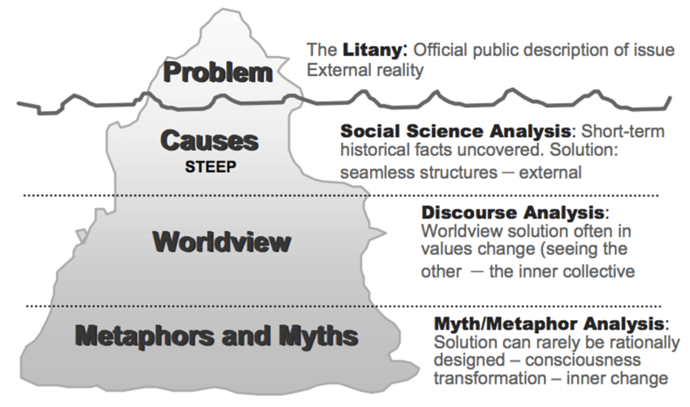 Problem
The Litany: Official public description of issue
External reality
Causes
STEEP
Social Science Analysis: Short-term
historical facts uncovered. Solution:
seamless structures — external
Worldview
Discourse Analysis:
Worldview solution often in
values change (seeing the
other — the inner collective
Metaphors and Myths
Myth/Metaphor Analysis:
Solution can rarely be rationally
designed – consciousness
transformation – inner change